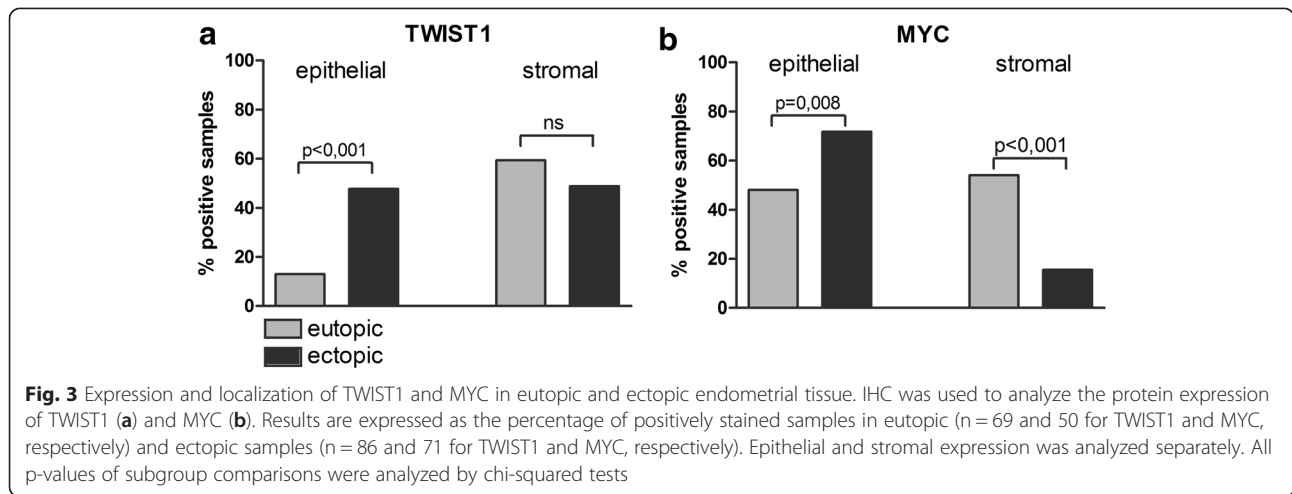 a TWIST1
epithelial stromal
% positive samples
100
80
60
40
20
0
p<0,001
ns
eutopic
ectopic
b MYC
epithelial stromal
% positive samples
100
80
60
40
20
0
p=0,008
p<0,001
Fig. 3 Expression and localization of TWIST1 and MYC in eutopic and ectopic endometrial tissue. IHC was used to analyze the protein expression
of TWIST1 (a) and MYC (b). Results are expressed as the percentage of positively stained samples in eutopic (n = 69 and 50 for TWIST1 and MYC,
respectively) and ectopic samples (n = 86 and 71 for TWIST1 and MYC, respectively). Epithelial and stromal expression was analyzed separately. All
p-values of subgroup comparisons were analyzed by chi-squared tests